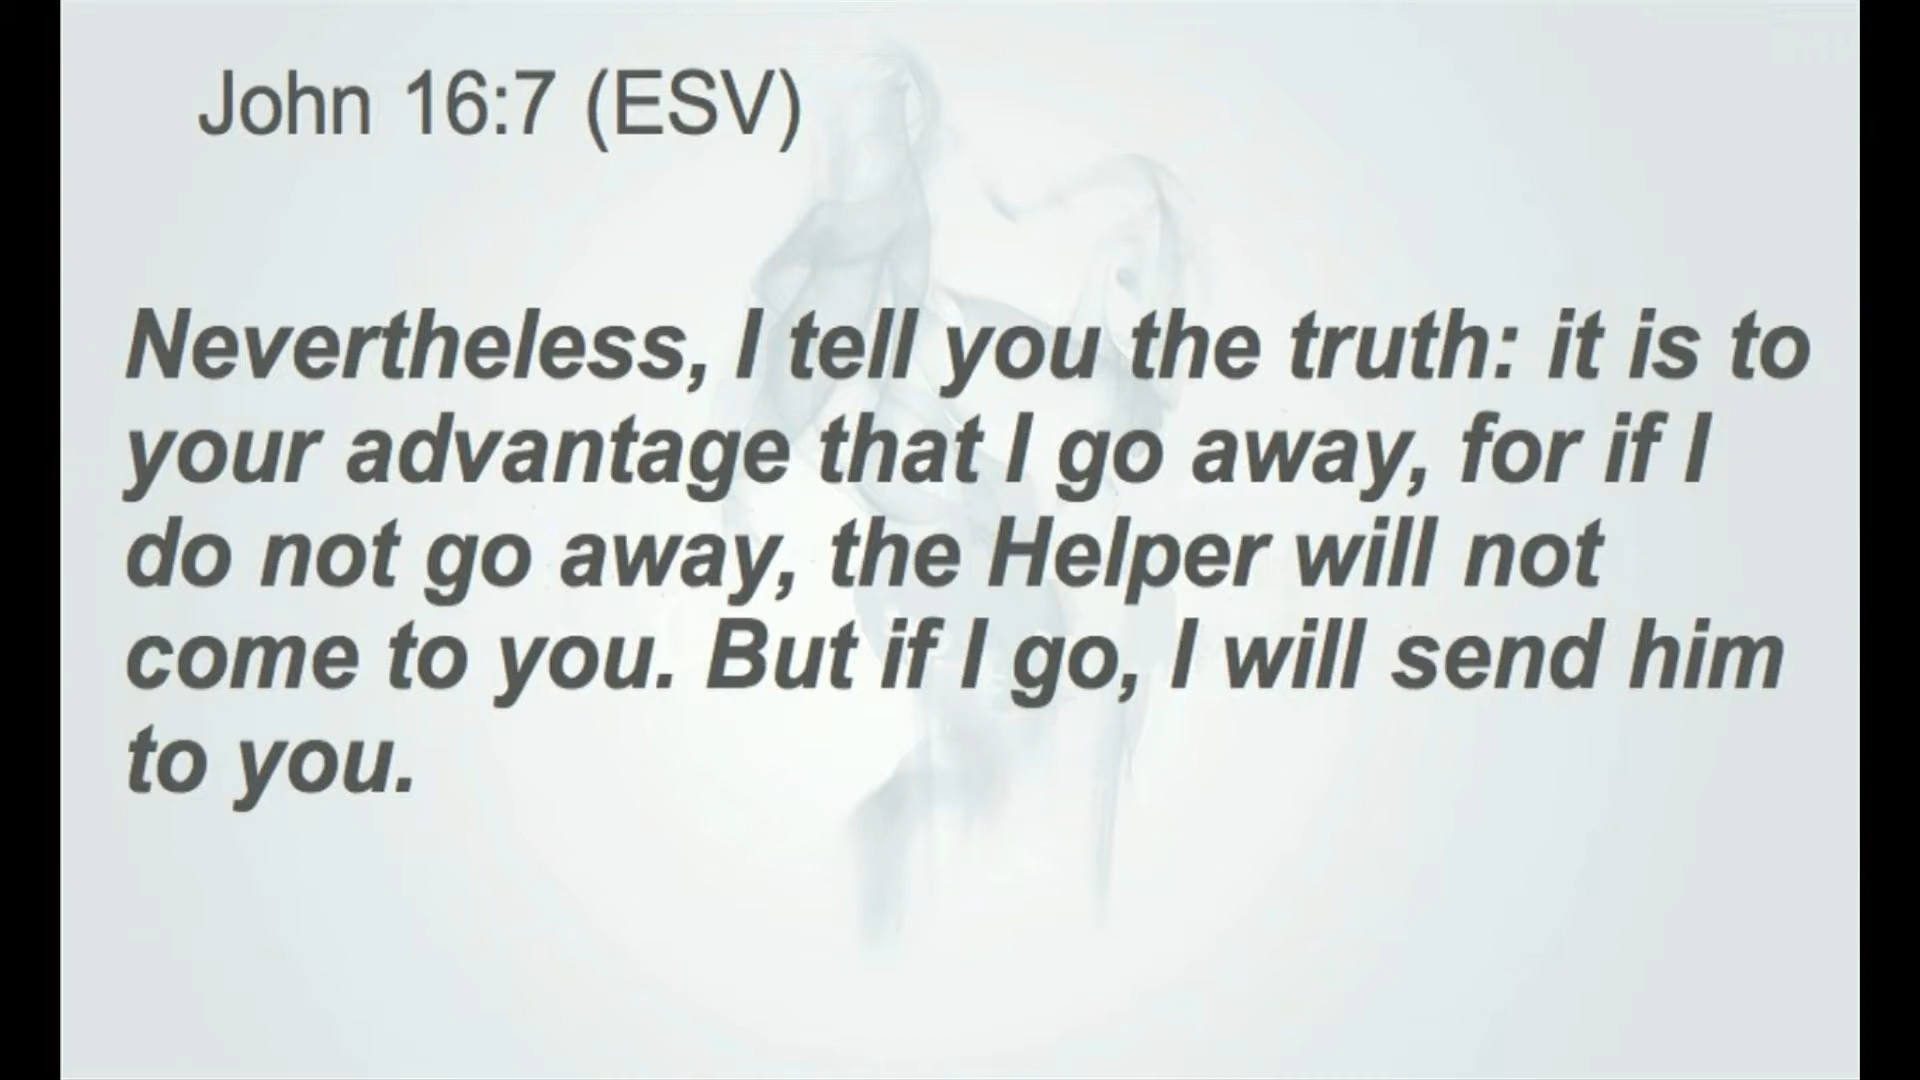 John 16:7 (ESV)
Nevertheless, I tell you the truth: it is to
your advantage that I go away, for if I
do not go away, the Helper will not
come to you. But if I go, I will send him
to you.